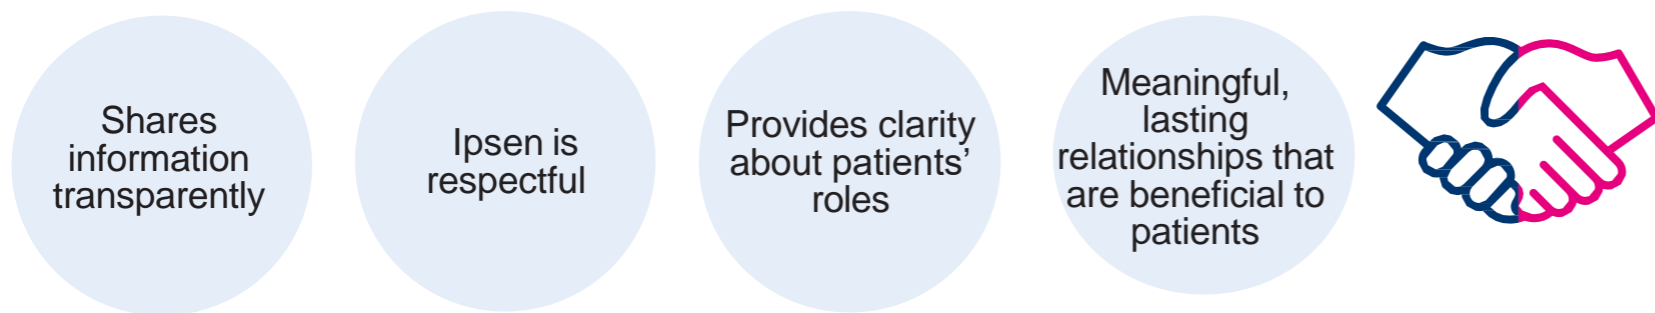 Shares
information
transparently
Ipsen is
respectful
Provides clarity
about patients’
roles
Meaningful,
lasting
relationships that
are beneficial to
patients